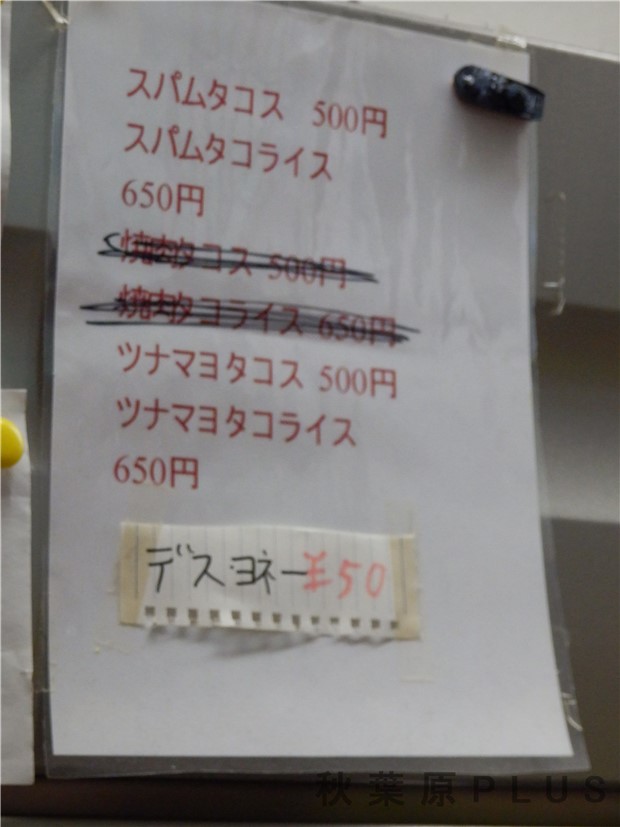 スパムタコス 500円
スパムタコライス
650円
焼肉タコス 500円
焼肉タコライス 650円
ツナマヨタコス 500円
ツナマヨタコライス
650円
デス・ヨネー ¥50
秋葉原PLUS